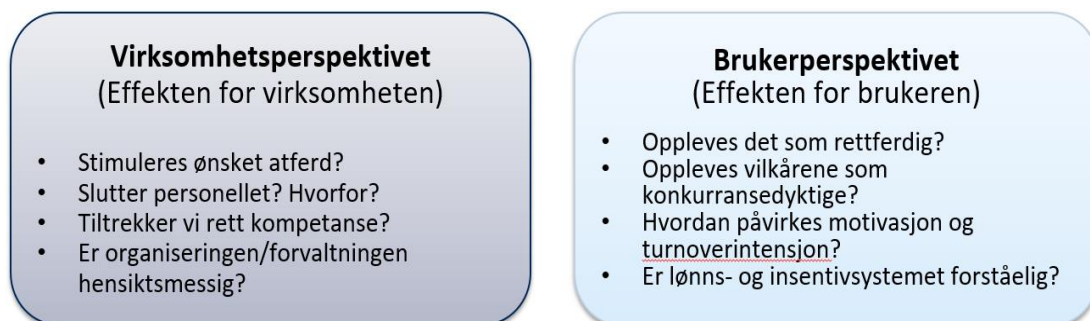 Virksomhetsperspektivet
(Effekten for virksomheten)
• Stimuleres ønsket atferd?
• Slutter personellet? Hvorfor?
• Tiltrekker vi rett kompetanse?
• Er organiseringen/forvaltningen
hensiktsmessig?
Brukerperspektivet
(Effekten for brukeren)
• Oppleves det som rettferdig?
• Oppleves vilkårene som
konkurransedyktige?
• Hvordan påvirkes motivasjon og
turnoverintensjon?
• Er lønns- og insentivsystemet forståelig?